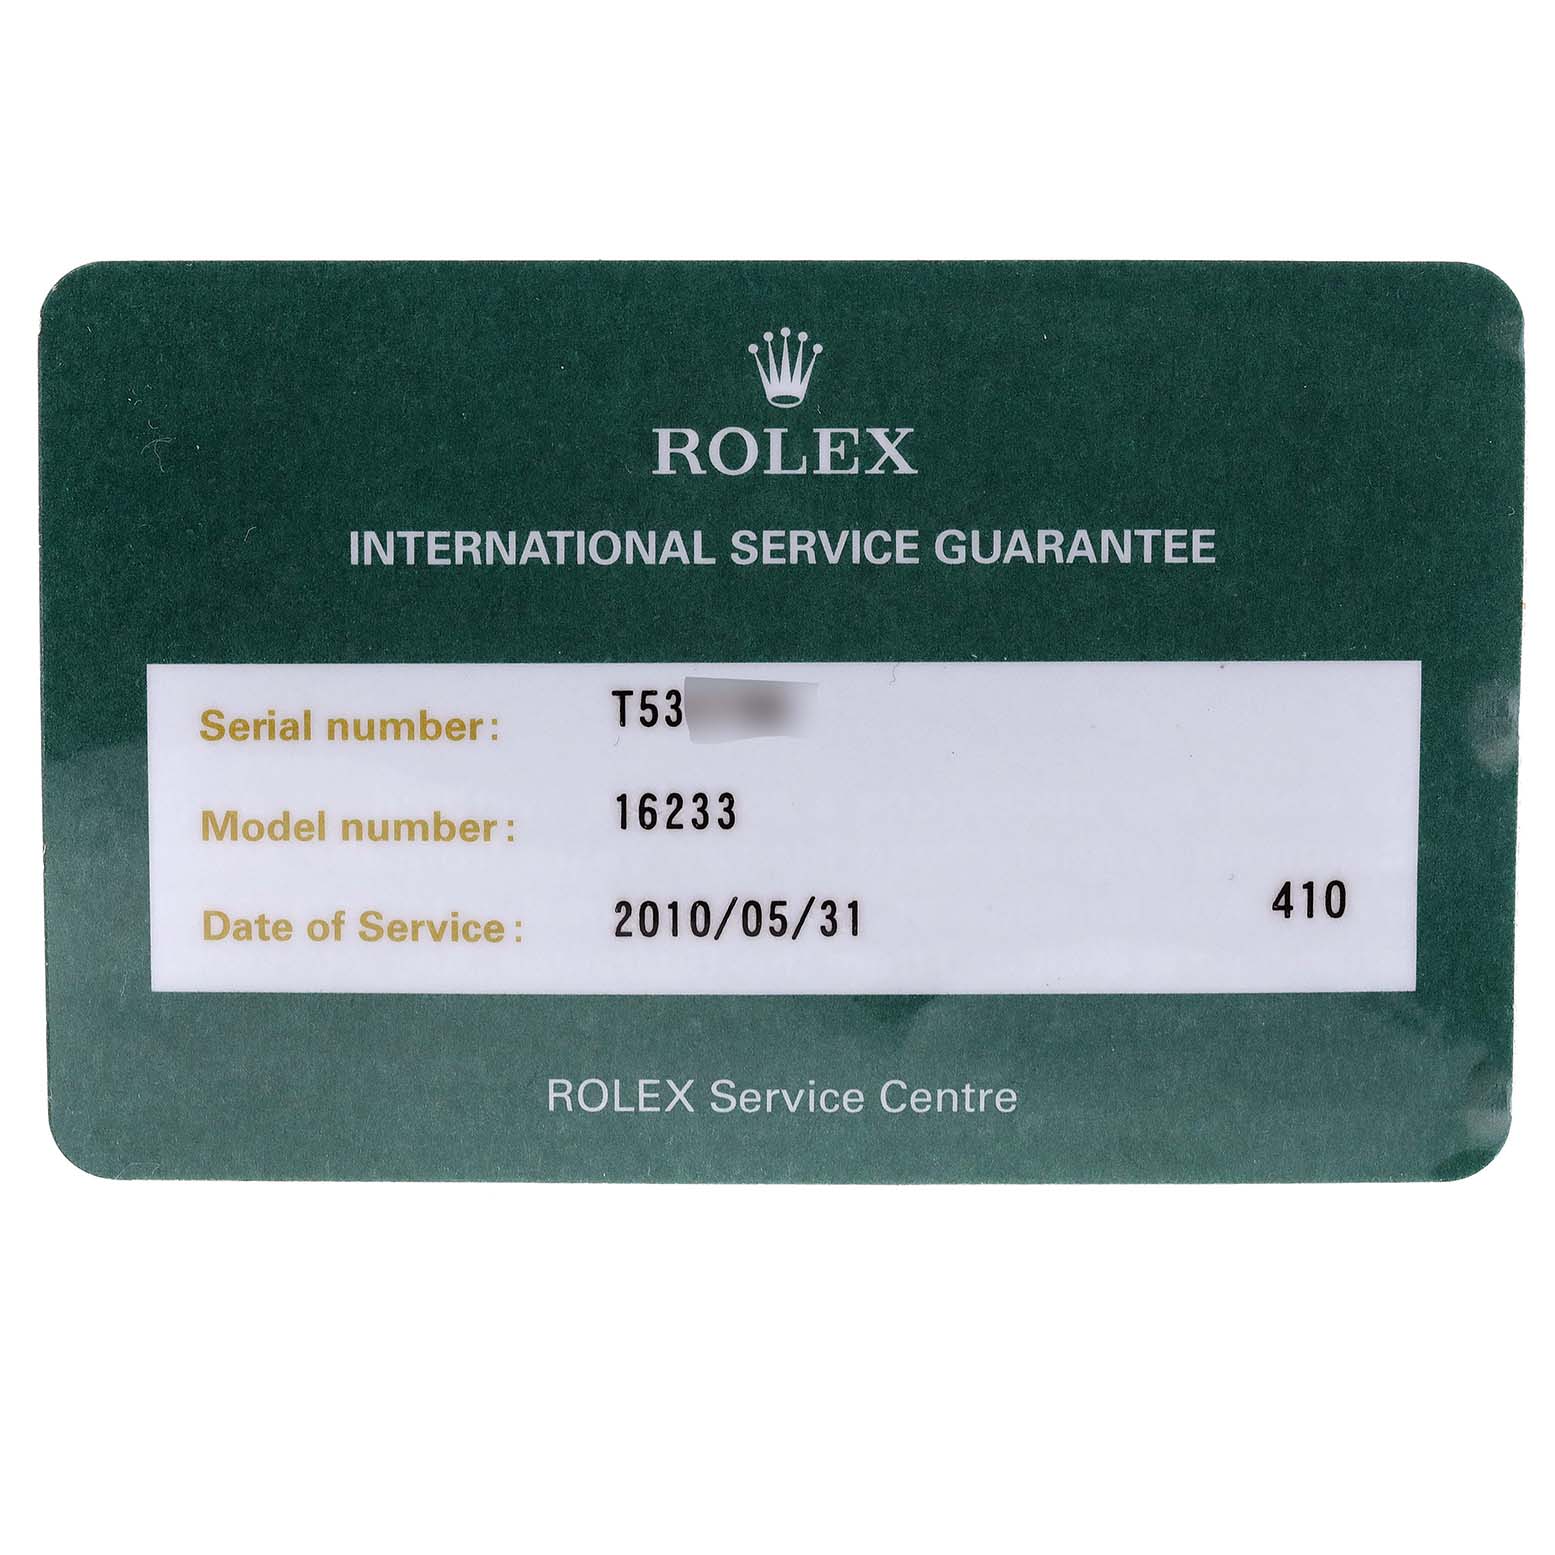 ROLEX
INTERNATIONAL SERVICE GUARANTEE
Serial number: T53
Model number: 16233
Date of Service: 2010/05/31 410
ROLEX Service Centre